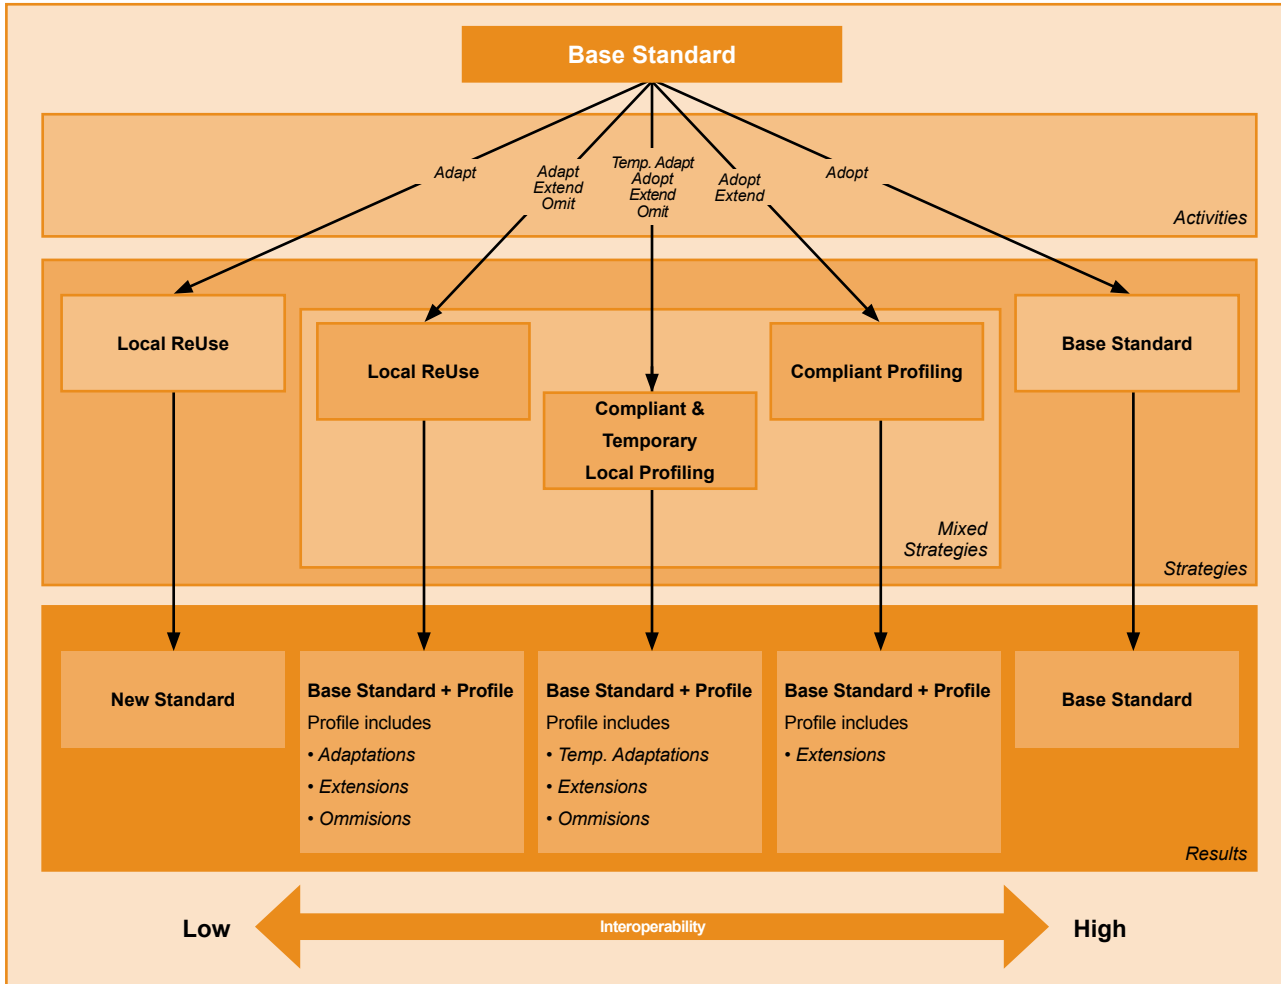 Base Standard
Adapt
Adapt
Extend
Omit
Temp. Adapt
Adopt
Extend
Omit
Adopt
Extend
Adopt
Activities
Local ReUse
Local ReUse
Compliant &
Temporary
Local Profiling
Compliant Profiling
Base Standard
Mixed
Strategies
Strategies
New Standard
Base Standard + Profile
Profile includes
• Adaptations
• Extensions
• Ommisions
Base Standard + Profile
Profile includes
• Temp. Adaptations
• Extensions
• Ommisions
Base Standard + Profile
Profile includes
• Extensions
Base Standard
Results
Low
Interoperability
High